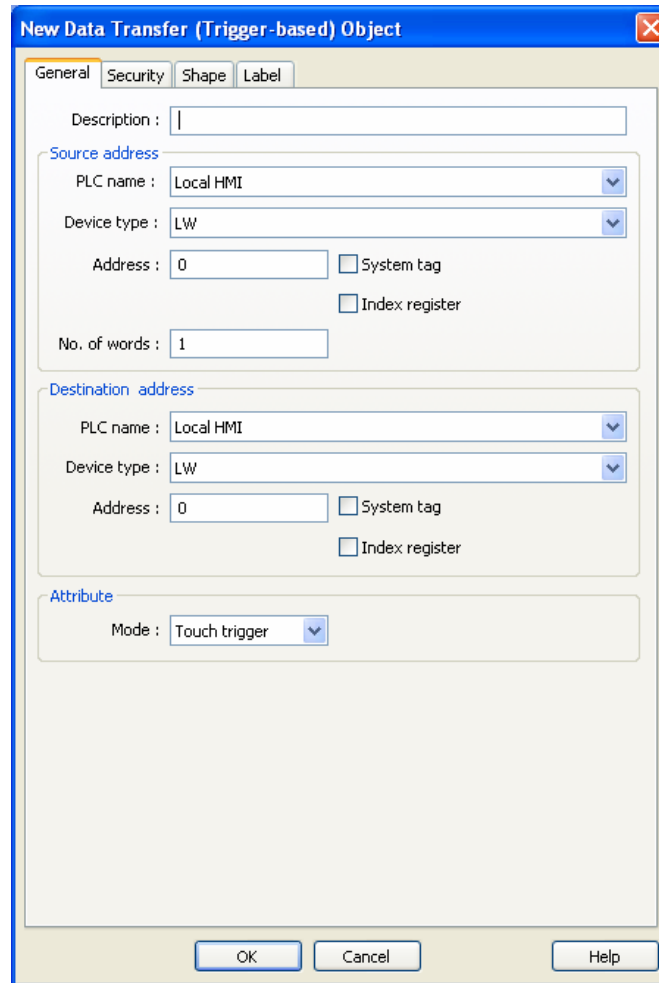 New Data Transfer (Trigger-based) Object
General Security Shape Label
Description :
Source address
PLC name : Local HMI
Device type : LW
Address : 0 System tag
Index register
No. of words : 1
Destination address
PLC name : Local HMI
Device type : LW
Address : 0 System tag
Index register
Attribute
Mode : Touch trigger
OK Cancel Help